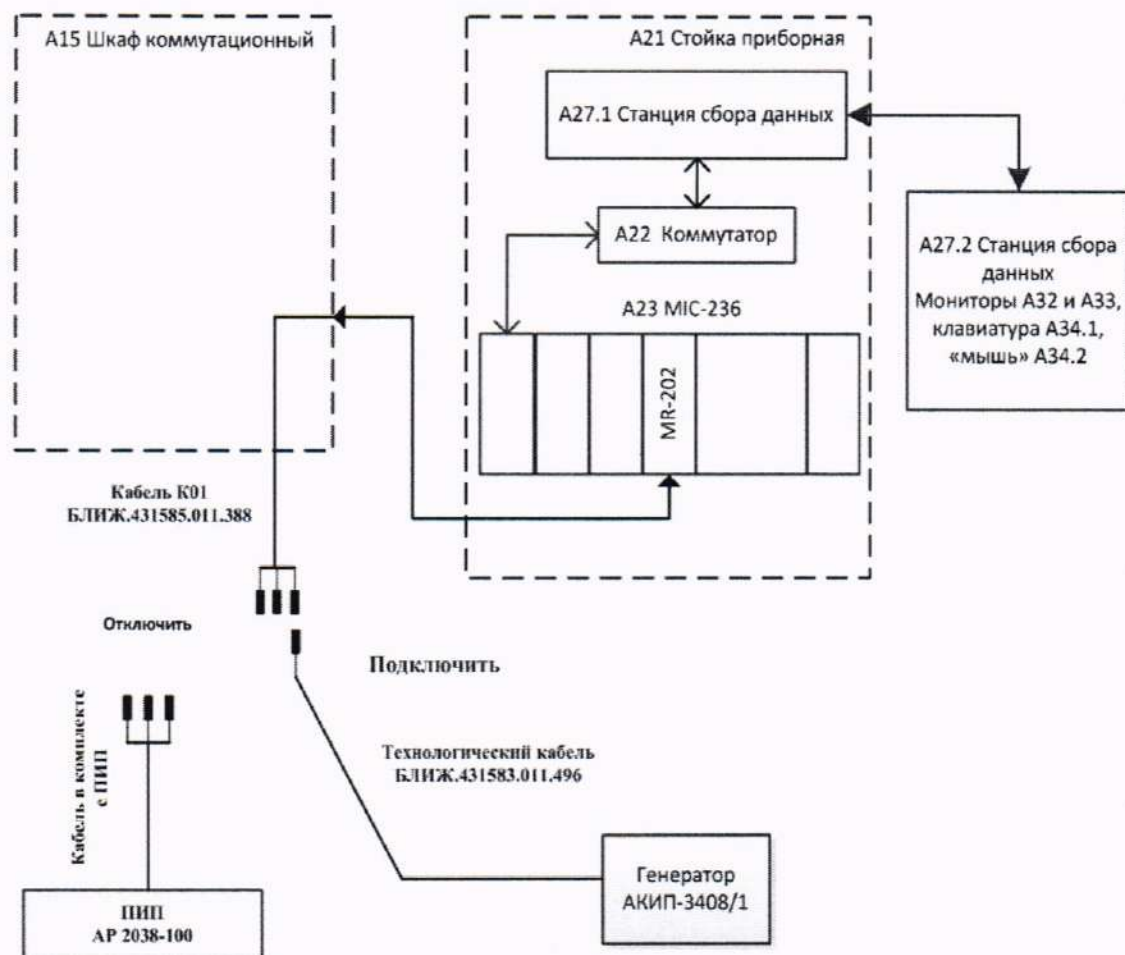 А15 Шкаф коммутационный
А21 Стойка приборная
А27.1 Станция сбора данных
А22 Коммутатор
А27.2 Станция сбора
данных
Мониторы А32 и А33,
клавиатура А34.1,
«мышь» А34.2
А23 MIC-236
MR-202
Кабель К01
БЛИЖ.431585.011.388
Отключить
Подключить
Кабель в комплекте
с ПИП
Технологический кабель
БЛИЖ.431583.011.496
Генератор
АКИП-3408/1
ПИП
АР 2038-100